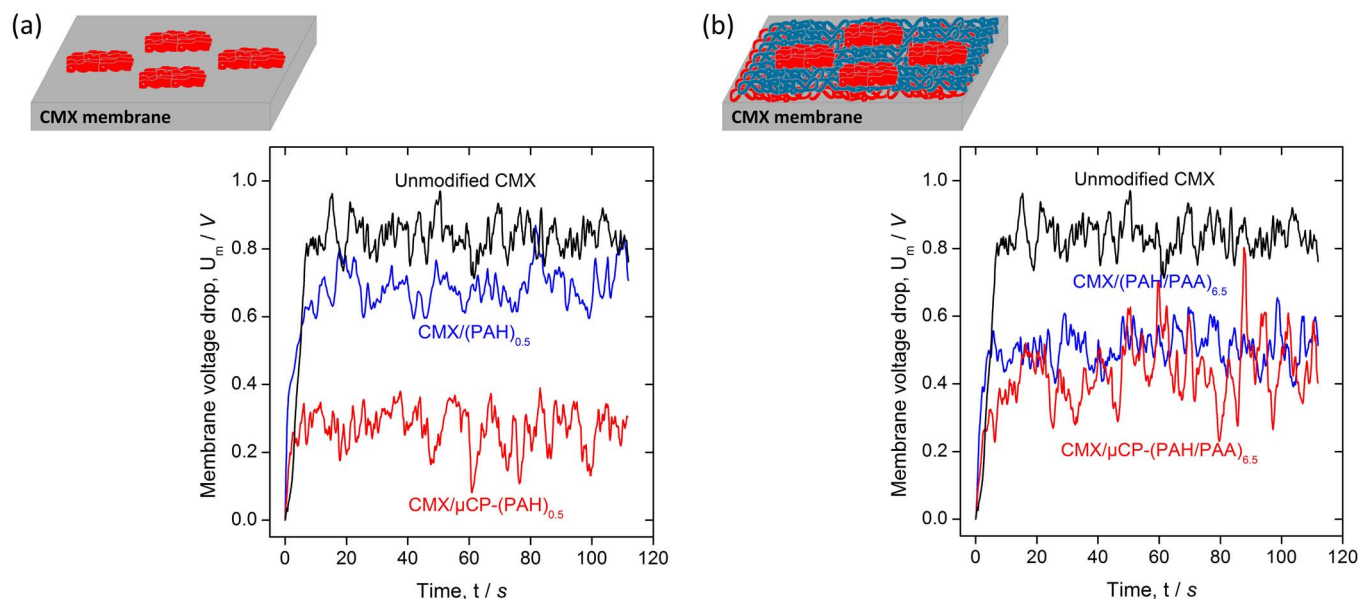 (a)
CMX membrane
Unmodified CMX
CMX/(PAH)0.5
CMX/µCP-(PAH)0.5
Membrane voltage drop, Um / V
1.0
0.8
0.6
0.4
0.2
0.0
0 20 40 60 80 100 120
Time, t / s
(b)
CMX membrane
Unmodified CMX
CMX/(PAH/PAA)6.5
CMX/µCP-(PAH/PAA)6.5
Membrane voltage drop, Um / V
1.0
0.8
0.6
0.4
0.2
0.0
0 20 40 60 80 100 120
Time, t / s